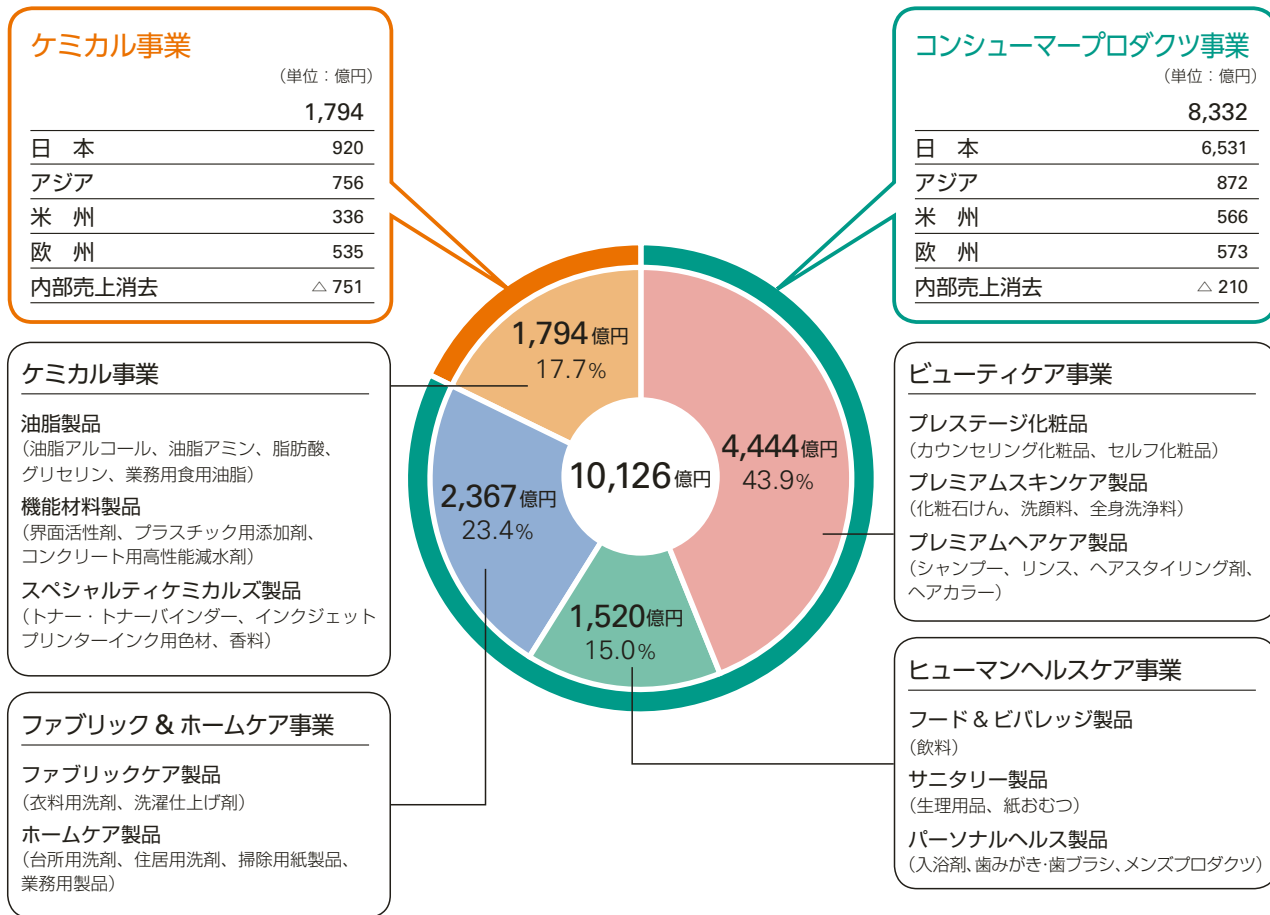 ケミカル事業
(単位:億円)
1,794
日 本 920
アジア 756
米 州 336
欧 州 535
内部売上消去 △ 751
コンシューマープロダクツ事業
(単位:億円)
8,332
日 本 6,531
アジア 872
米 州 566
欧 州 573
内部売上消去 △ 210
1,794億円
17.7%
4,444億円
43.9%
10,126億円
2,367億円
23.4%
1,520億円
15.0%
ケミカル事業
油脂製品
(油脂アルコール、油脂アミン、脂肪酸、
グリセリン、業務用食用油脂)
機能材料製品
(界面活性剤、プラスチック用添加剤、
コンクリート用高性能減水剤)
スペシャルティケミカルズ製品
(トナー・トナーバインダー、インクジェット
プリンターインク用色材、香料)
ファブリック & ホームケア事業
ファブリックケア製品
(衣料用洗剤、洗濯仕上げ剤)
ホームケア製品
(台所用洗剤、住居用洗剤、掃除用紙製品、
業務用製品)
ビューティケア事業
プレステージ化粧品
(カウンセリング化粧品、セルフ化粧品)
プレミアムスキンケア製品
(化粧石けん、洗顔料、全身洗浄料)
プレミアムヘアケア製品
(シャンプー、リンス、ヘアスタイリング剤、
ヘアカラー)
ヒューマンヘルスケア事業
フード & ビバレッジ製品
(飲料)
サニタリー製品
(生理用品、紙おむつ)
パーソナルヘルス製品
(入浴剤、歯みがき・歯ブラシ、メンズプロダクツ)